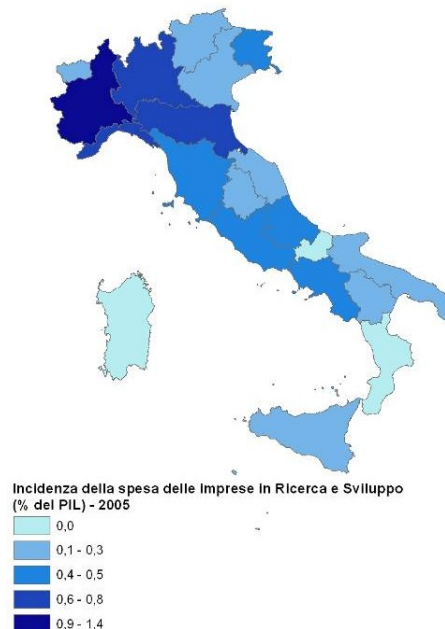 Incidenza della spesa delle imprese in Ricerca e Sviluppo
(% del PIL) - 2005
0,0
0,1 - 0,3
0,4 - 0,5
0,6 - 0,8
0,9 - 1,4